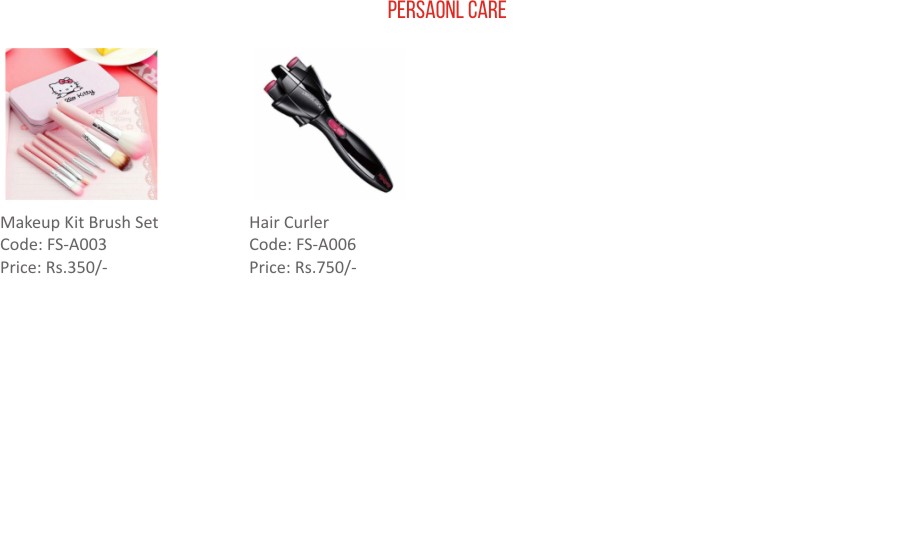 PERSAONL CARE
Hello Kitty
Makeup Kit Brush Set
Code: FS-A003
Price: Rs.350/-
Hair Curler
Code: FS-A006
Price: Rs.750/-